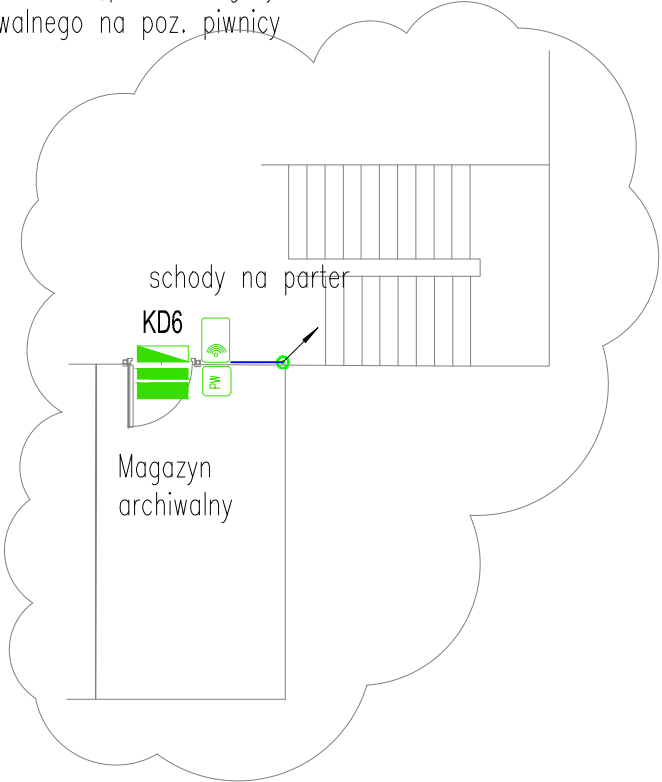 walnego na poz. piwnicy
schody na parter
KD6
PW
Magazyn
archiwalny